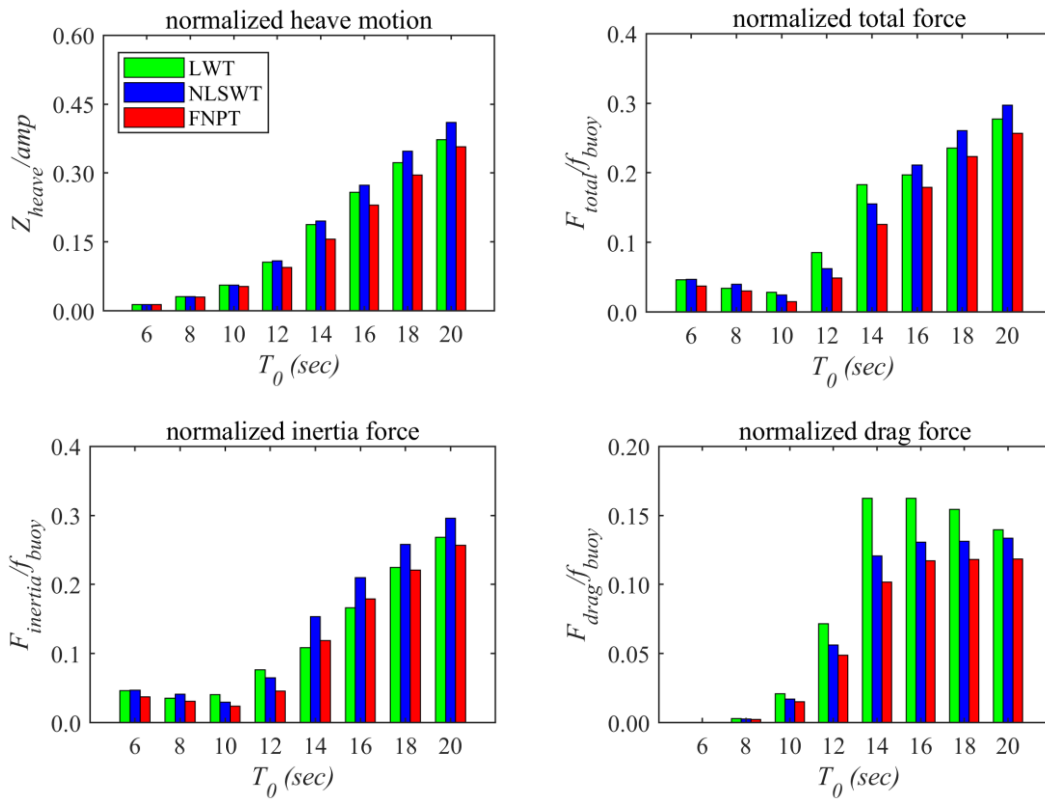 normalized heave motion
0.60
0.45
0.30
0.15
0.00
Z_heave/amp
LWT
NLSWT
FNPT
6 8 10 12 14 16 18 20
T_0 (sec)
normalized total force
0.4
0.3
0.2
0.1
0.0
F_total/f_buoy
6 8 10 12 14 16 18 20
T_0 (sec)
normalized inertia force
0.4
0.3
0.2
0.1
0.0
F_inertia/f_buoy
6 8 10 12 14 16 18 20
T_0 (sec)
normalized drag force
0.20
0.15
0.10
0.05
0.00
F_drag/f_buoy
6 8 10 12 14 16 18 20
T_0 (sec)